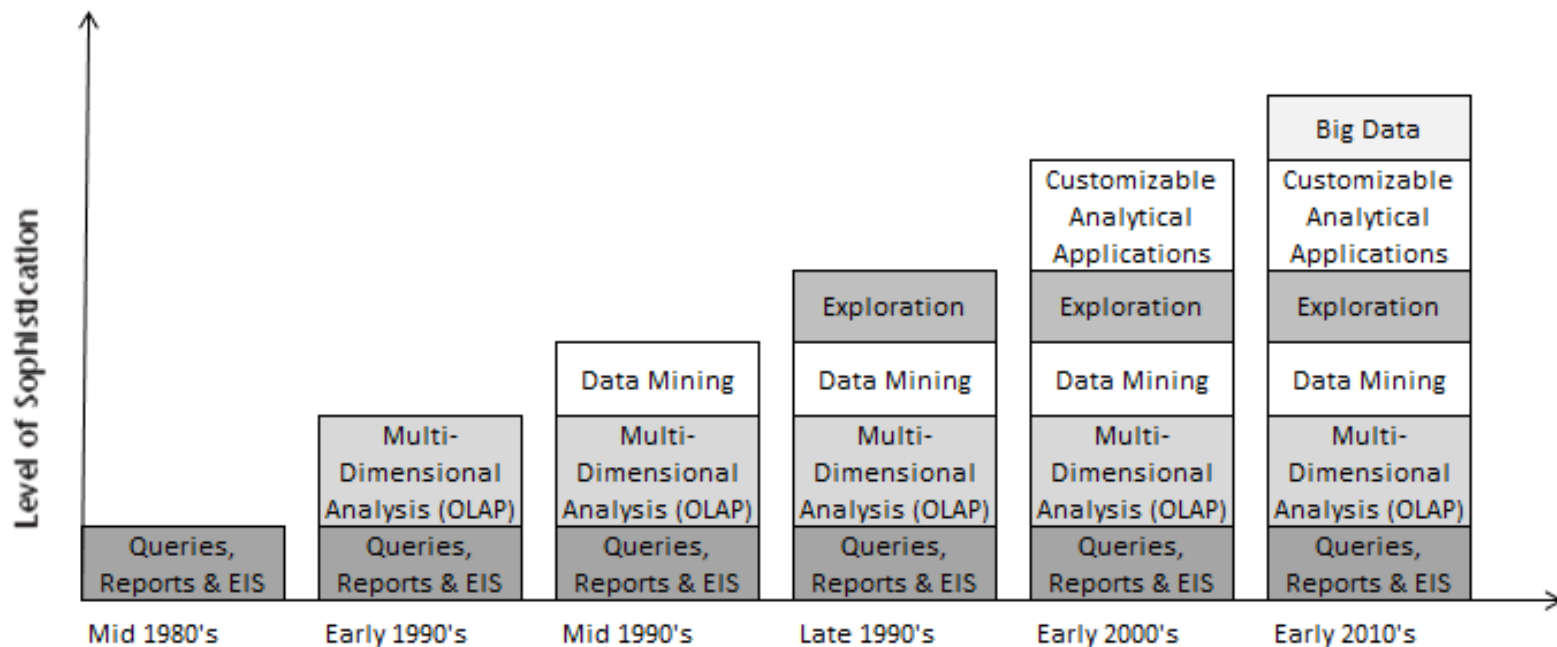 Level of Sophistication
Big Data
Customizable
Analytical
Applications
Customizable
Analytical
Applications
Exploration
Exploration
Exploration
Data Mining
Data Mining
Data Mining
Data Mining
Multi-
Dimensional
Analysis (OLAP)
Multi-
Dimensional
Analysis (OLAP)
Multi-
Dimensional
Analysis (OLAP)
Multi-
Dimensional
Analysis (OLAP)
Multi-
Dimensional
Analysis (OLAP)
Queries,
Reports & EIS
Queries,
Reports & EIS
Queries,
Reports & EIS
Queries,
Reports & EIS
Queries,
Reports & EIS
Queries,
Reports & EIS
Mid 1980's
Early 1990's
Mid 1990's
Late 1990's
Early 2000's
Early 2010's